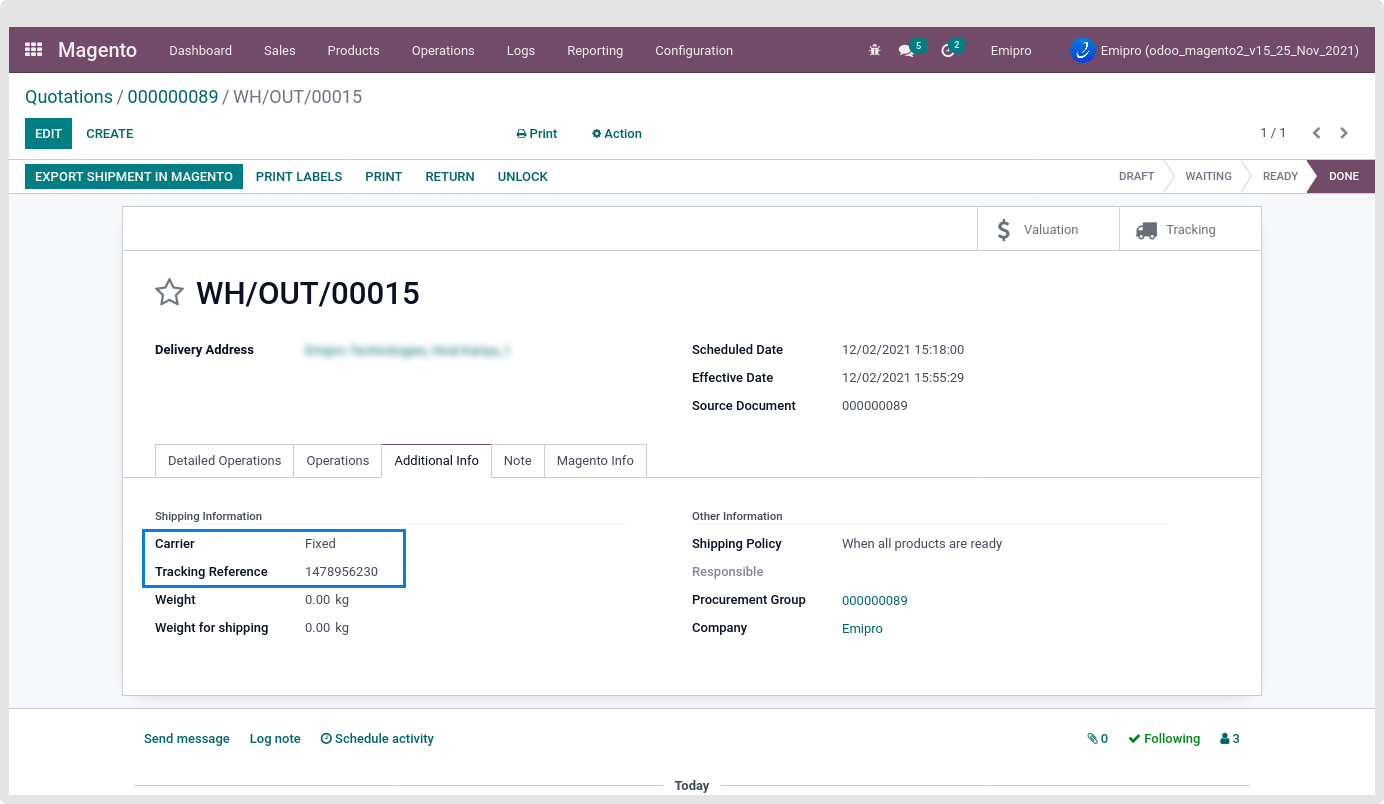 Magento Dashboard Sales Products Operations Logs Reporting Configuration 5 2 Emipro Emipro (odoo_magento2_v15_25_Nov_2021)
Quotations / 000000089 / WH/OUT/00015
EDIT CREATE Print Action 1 / 1
EXPORT SHIPMENT IN MAGENTO PRINT LABELS PRINT RETURN UNLOCK DRAFT WAITING READY DONE
$ Valuation Tracking
WH/OUT/00015
Delivery Address
Scheduled Date 12/02/2021 15:18:00
Effective Date 12/02/2021 15:55:29
Source Document 000000089
Detailed Operations Operations Additional Info Note Magento Info
Shipping Information
Carrier Fixed
Tracking Reference 1478956230
Weight 0.00 kg
Weight for shipping 0.00 kg
Other Information
Shipping Policy When all products are ready
Responsible
Procurement Group 000000089
Company Emipro
Send message Log note Schedule activity 0 Following 3
Today